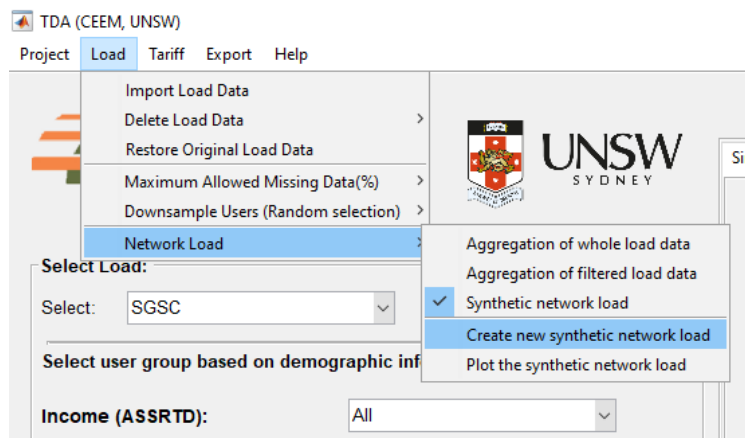 TDA (CEEM, UNSW)
Project Load Tariff Export Help
Import Load Data
Delete Load Data
Restore Original Load Data
Maximum Allowed Missing Data(%)
Downsample Users (Random selection)
Network Load
UNSW
SYDNEY
Si
Aggregation of whole load data
Aggregation of filtered load data
Synthetic network load
Create new synthetic network load
Plot the synthetic network load
Select Load:
Select: SGSC
Select user group based on demographic inf
Income (ASSRTD): All